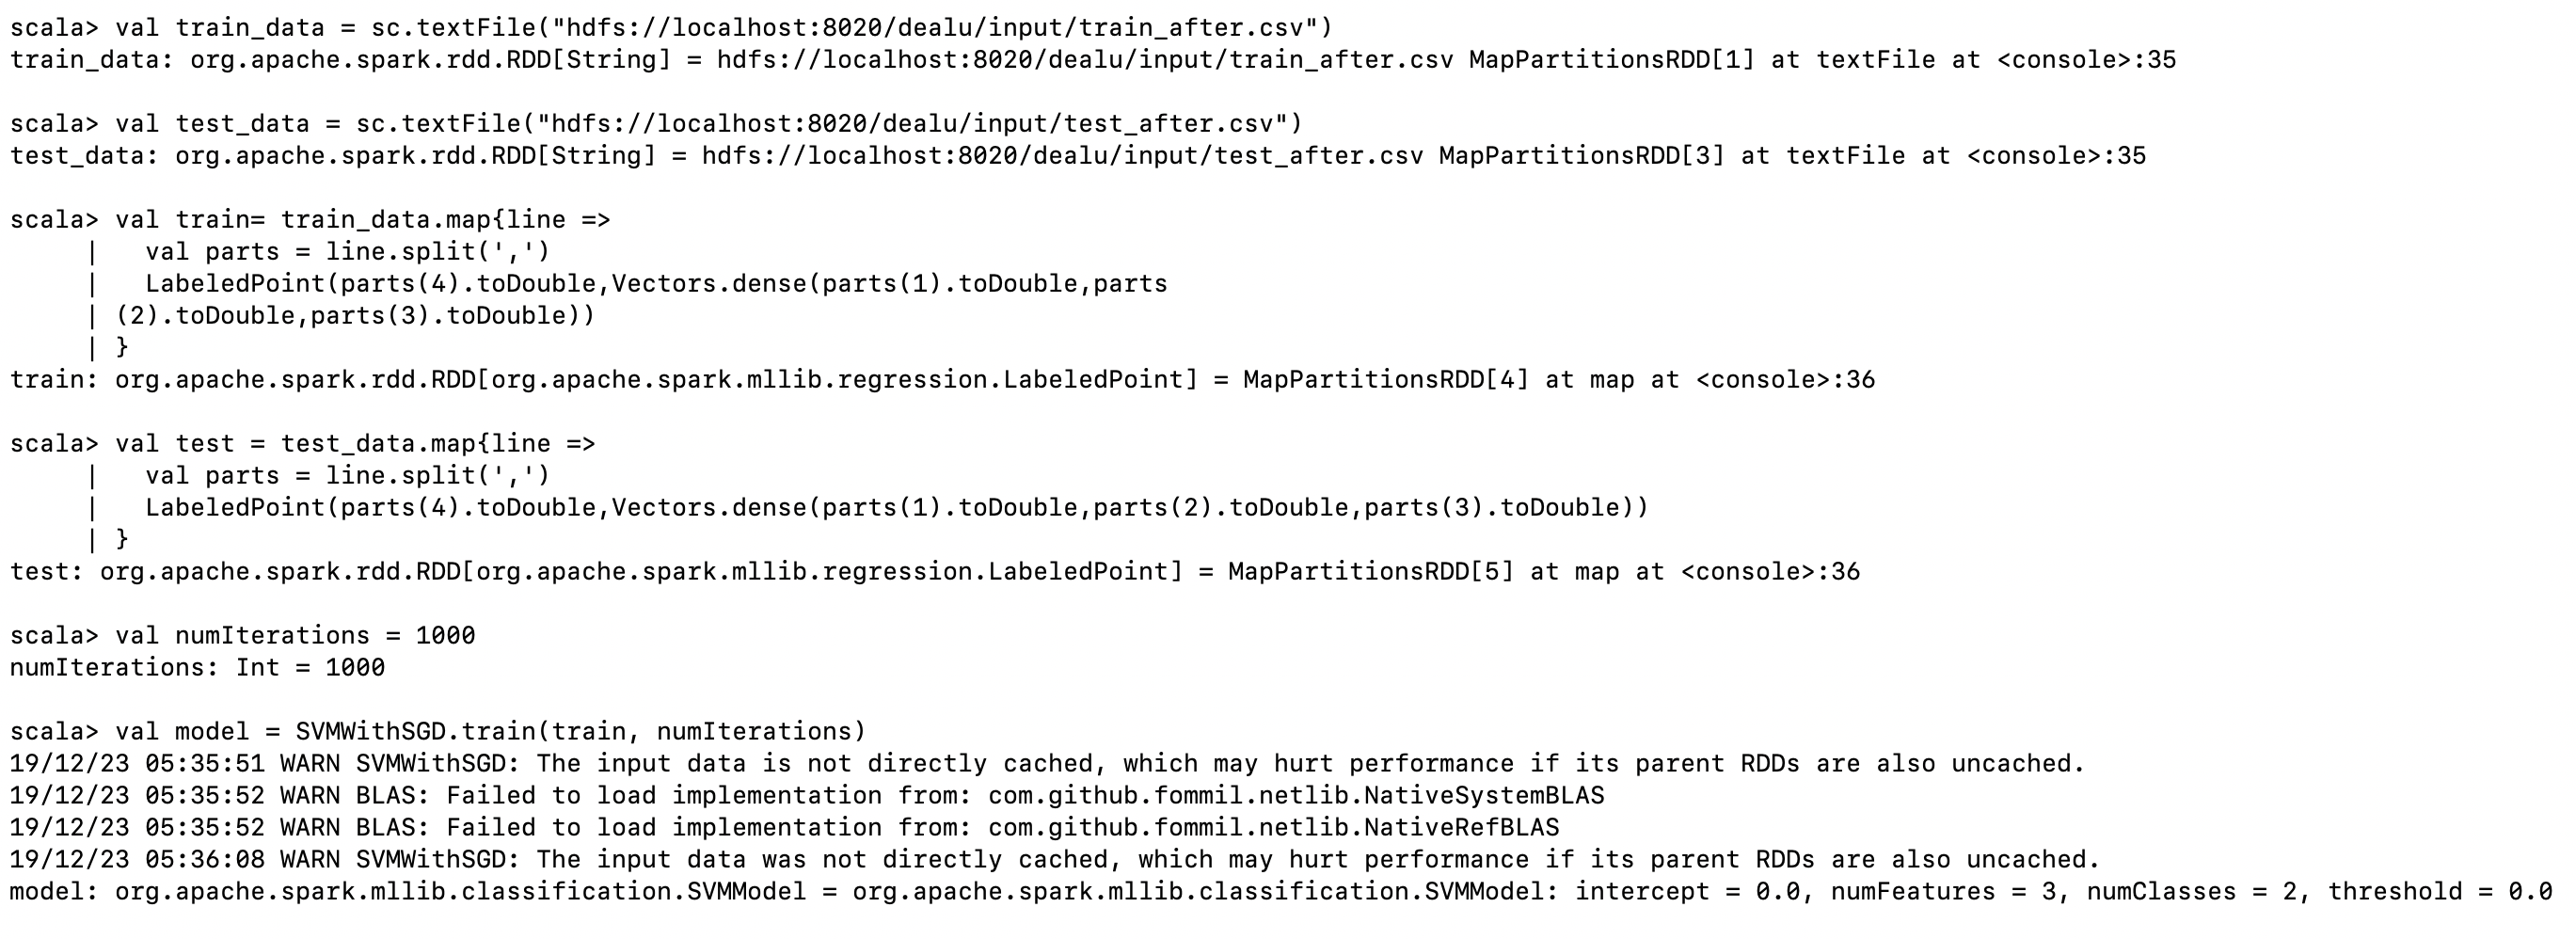 scala> val train_data = sc.textFile("hdfs://localhost:8020/dealu/input/train_after.csv")
train_data: org.apache.spark.rdd.RDD[String] = hdfs://localhost:8020/dealu/input/train_after.csv MapPartitionsRDD[1] at textFile at <console>:35
scala> val test_data = sc.textFile("hdfs://localhost:8020/dealu/input/test_after.csv")
test_data: org.apache.spark.rdd.RDD[String] = hdfs://localhost:8020/dealu/input/test_after.csv MapPartitionsRDD[3] at textFile at <console>:35
scala> val train= train_data.map{line =>
     |   val parts = line.split(',')
     |   LabeledPoint(parts(4).toDouble,Vectors.dense(parts(1).toDouble,parts
     | (2).toDouble,parts(3).toDouble))
     | }
train: org.apache.spark.rdd.RDD[org.apache.spark.mllib.regression.LabeledPoint] = MapPartitionsRDD[4] at map at <console>:36
scala> val test = test_data.map{line =>
     |   val parts = line.split(',')
     |   LabeledPoint(parts(4).toDouble,Vectors.dense(parts(1).toDouble,parts(2).toDouble,parts(3).toDouble))
     | }
test: org.apache.spark.rdd.RDD[org.apache.spark.mllib.regression.LabeledPoint] = MapPartitionsRDD[5] at map at <console>:36
scala> val numIterations = 1000
numIterations: Int = 1000
scala> val model = SVMWithSGD.train(train, numIterations)
19/12/23 05:35:51 WARN SVMWithSGD: The input data is not directly cached, which may hurt performance if its parent RDDs are also uncached.
19/12/23 05:35:52 WARN BLAS: Failed to load implementation from: com.github.fommil.netlib.NativeSystemBLAS
19/12/23 05:35:52 WARN BLAS: Failed to load implementation from: com.github.fommil.netlib.NativeRefBLAS
19/12/23 05:36:08 WARN SVMWithSGD: The input data was not directly cached, which may hurt performance if its parent RDDs are also uncached.
model: org.apache.spark.mllib.classification.SVMModel = org.apache.spark.mllib.classification.SVMModel: intercept = 0.0, numFeatures = 3, numClasses = 2, threshold = 0.0